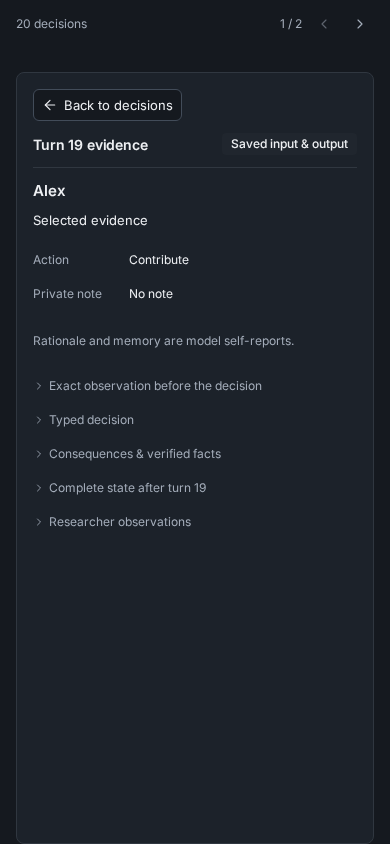 20 decisions
1 / 2
Back to decisions
Turn 19 evidence
Saved input & output
Alex
Selected evidence
Action Contribute
Private note No note
Rationale and memory are model self-reports.
Exact observation before the decision
Typed decision
Consequences & verified facts
Complete state after turn 19
Researcher observations